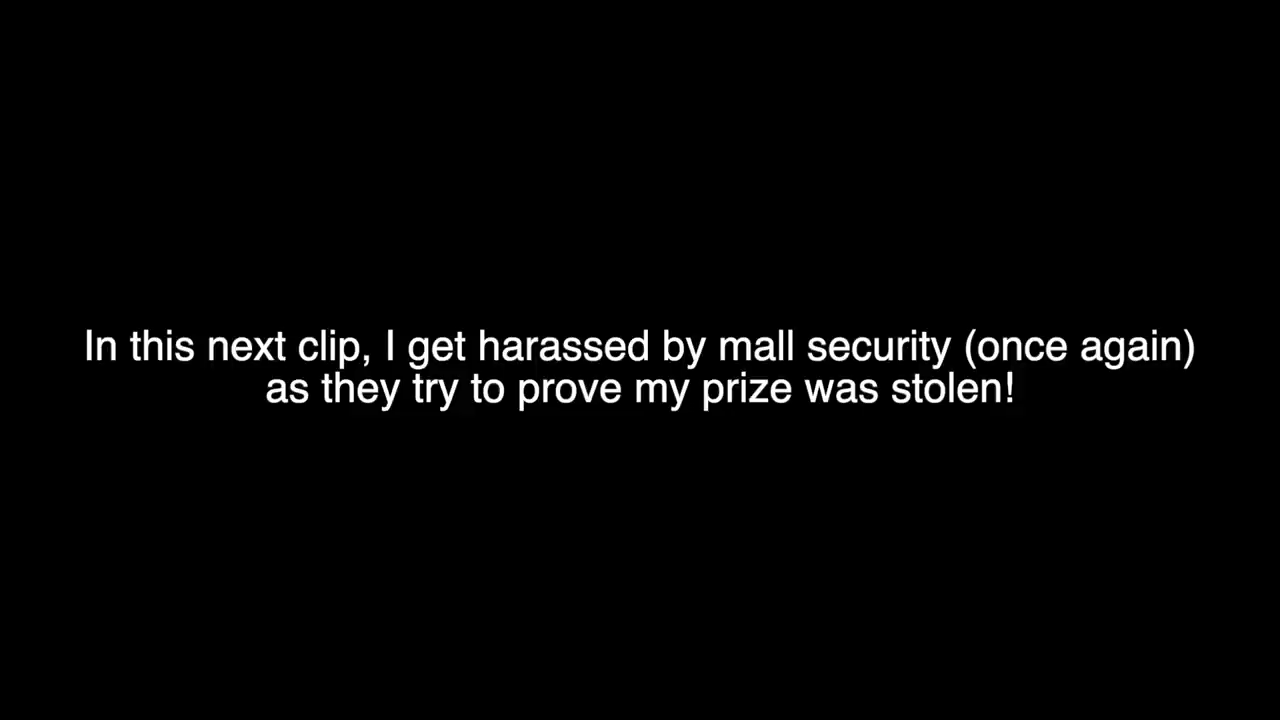 In this next clip, I get harassed by mall security (once again)
as they try to prove my prize was stolen!